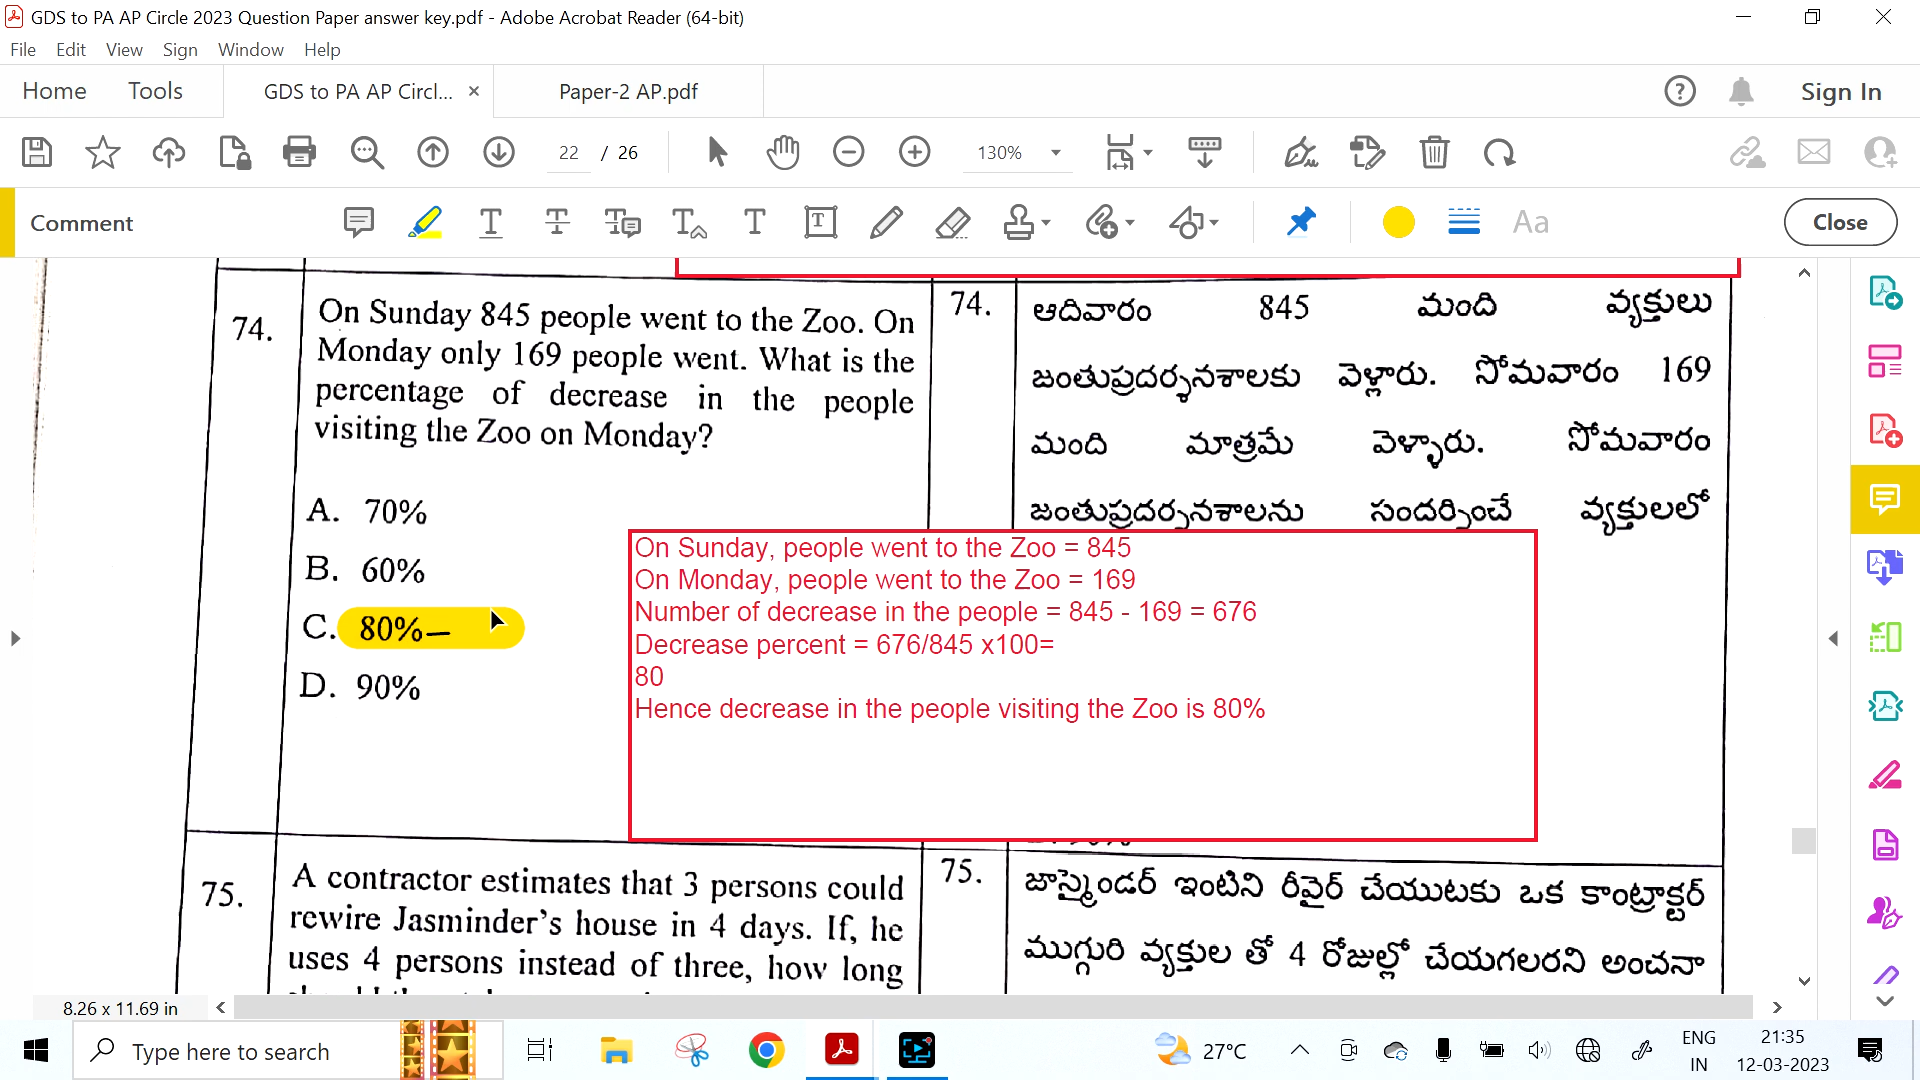 GDS to PA AP Circle 2023 Question Paper answer key.pdf - Adobe Acrobat Reader (64-bit)
File Edit View Sign Window Help
Home Tools GDS to PA AP Circl... Paper-2 AP.pdf Sign In
22 / 26 130%
Comment Aa Close
74.
On Sunday 845 people went to the Zoo. On
Monday only 169 people went. What is the
percentage of decrease in the people
visiting the Zoo on Monday?
A. 70%
B. 60%
C. 80%
D. 90%
74.
ఆదివారం 845 మంది వ్యక్తులు
జంతుప్రదర్శనశాలకు వెళ్లారు. సోమవారం 169
మంది మాత్రమే వెళ్ళారు. సోమవారం
జంతుప్రదర్శనశాలను సందర్శించే వ్యక్తులలో
On Sunday, people went to the Zoo = 845
On Monday, people went to the Zoo = 169
Number of decrease in the people = 845 - 169 = 676
Decrease percent = 676/845 x100=
80
Hence decrease in the people visiting the Zoo is 80%
75.
A contractor estimates that 3 persons could
rewire Jasminder's house in 4 days. If, he
uses 4 persons instead of three, how long
75.
జాస్మైండర్ ఇంటిని రీవైర్ చేయుటకు ఒక కాంట్రాక్టర్
ముగ్గురి వ్యక్తుల తో 4 రోజుల్లో చేయగలరని అంచనా
8.26 x 11.69 in
Type here to search
27°C
ENG
IN
21:35
12-03-2023